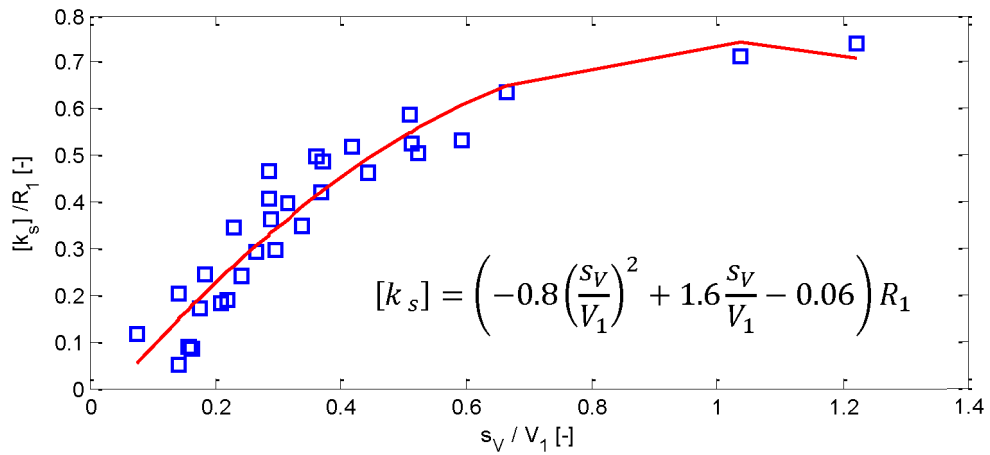 0.8
0.7
0.6
0.5
0.4
0.3
0.2
0.1
0
[k_s] /R_1 [-]
[k_s] = (-0.8(s_V/V_1)^2 + 1.6 s_V/V_1 - 0.06) R_1
0 0.2 0.4 0.6 0.8 1 1.2 1.4
s_V / V_1 [-]